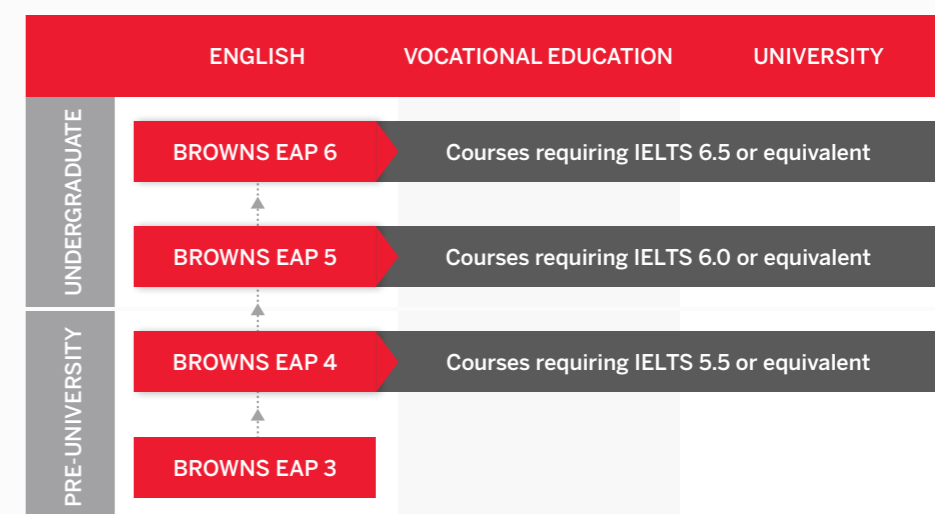 ENGLISH VOCATIONAL EDUCATION UNIVERSITY
UNDERGRADUATE
BROWNS EAP 6 Courses requiring IELTS 6.5 or equivalent
BROWNS EAP 5 Courses requiring IELTS 6.0 or equivalent
PRE-UNIVERSITY
BROWNS EAP 4 Courses requiring IELTS 5.5 or equivalent
BROWNS EAP 3